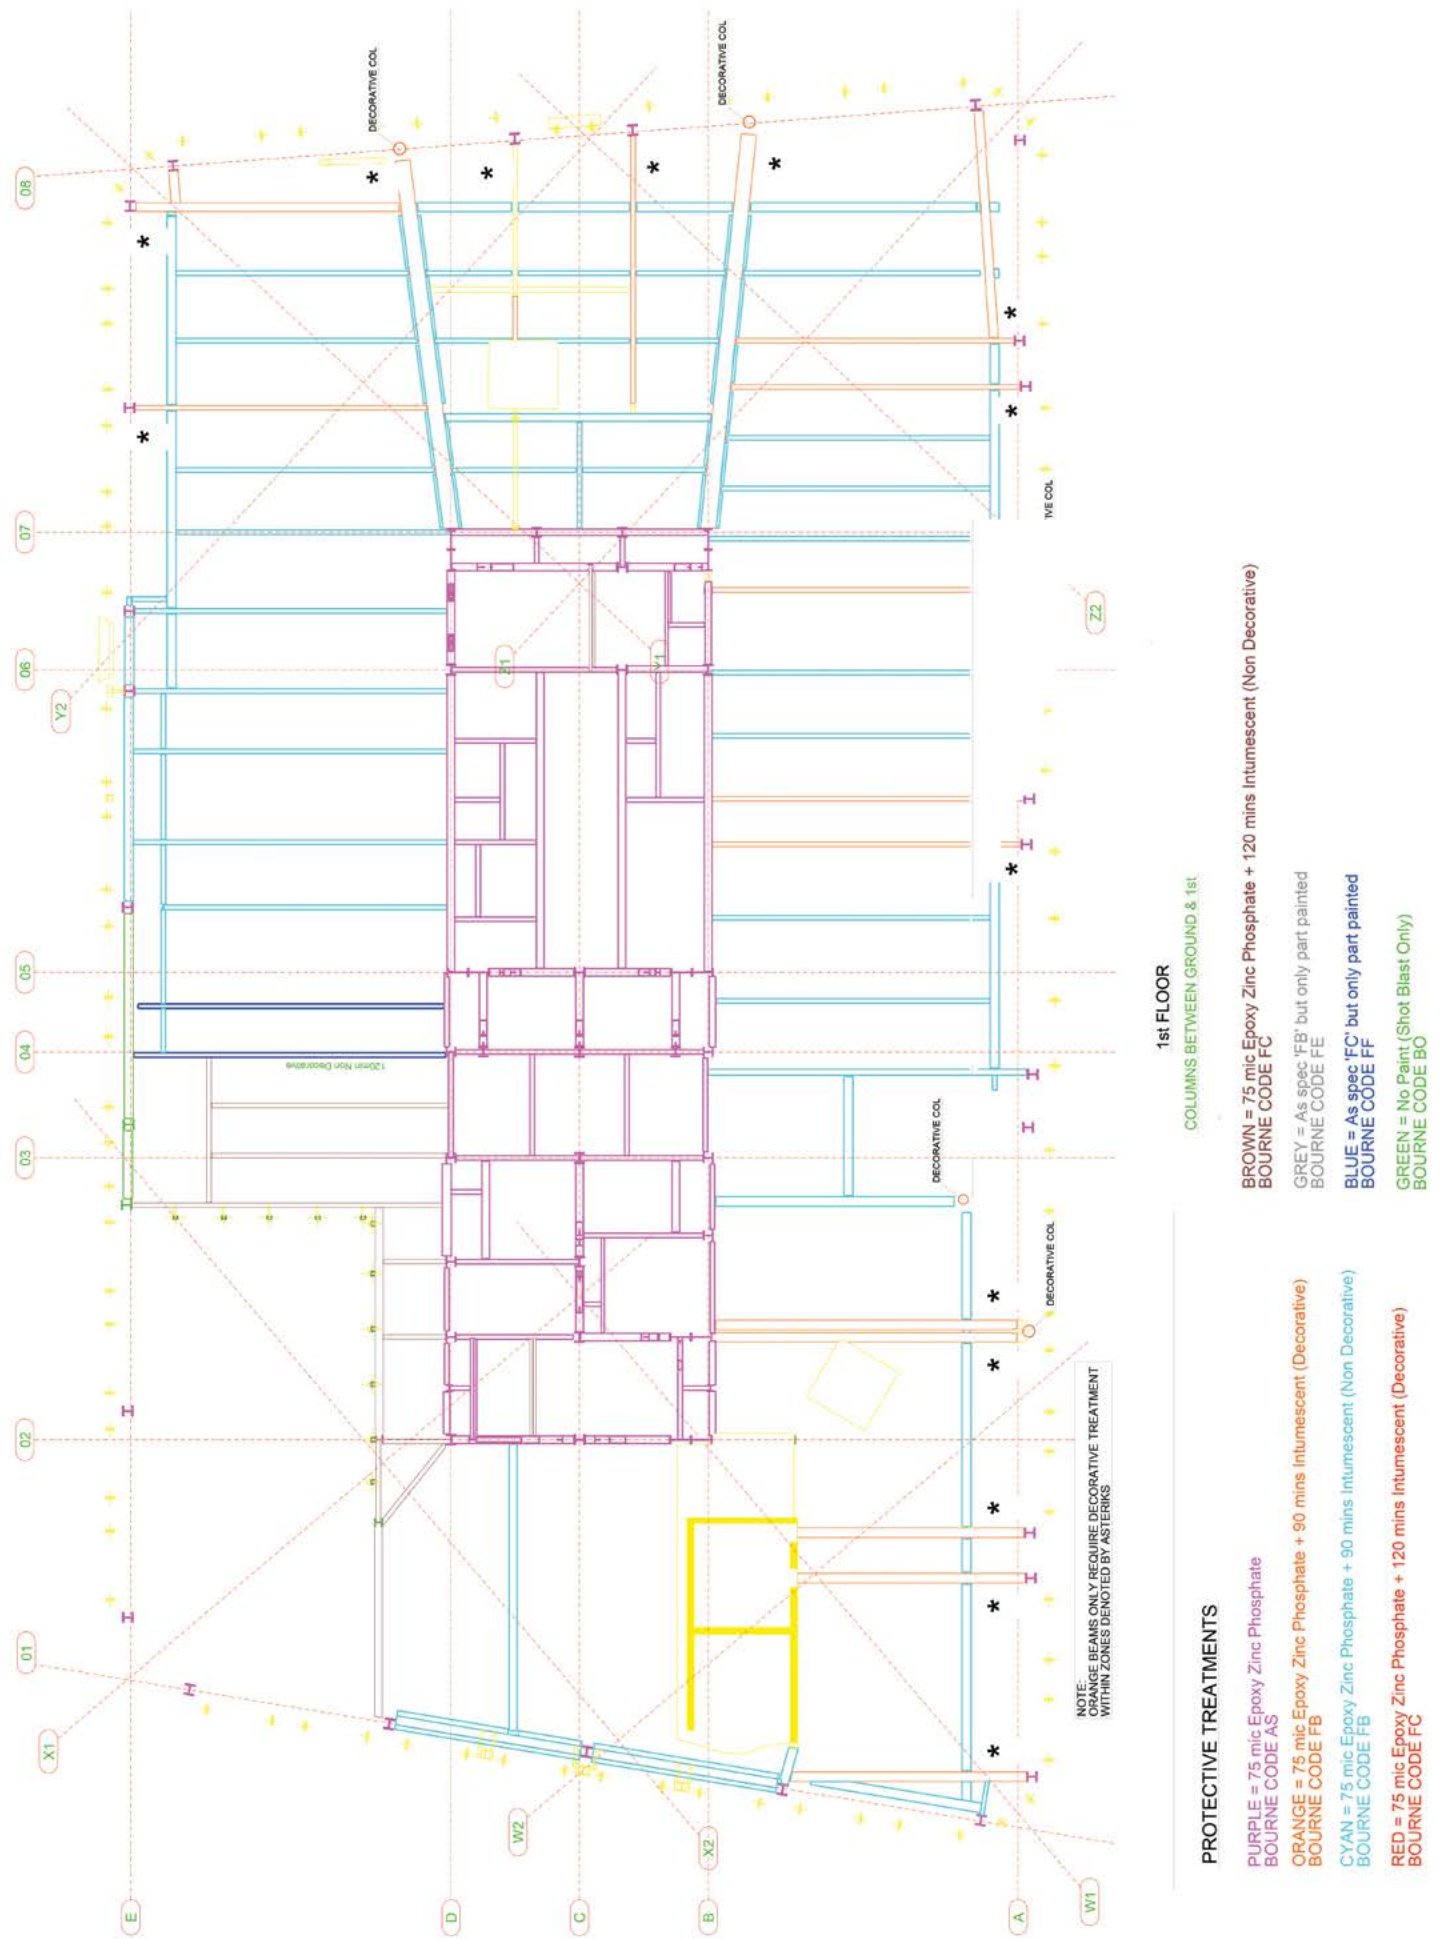 08
07
06
05
04
03
02
01
Y2
X1
Z1
Y1
Z2
W2
X2
W1
E
D
C
B
A
DECORATIVE COL
DECORATIVE COL
IVE COL
DECORATIVE COL
DECORATIVE COL
120min Non Decorative
*
*
*
*
*
*
*
*
*
*
*
*
*
*
NOTE:
ORANGE BEAMS ONLY REQUIRE DECORATIVE TREATMENT
WITHIN ZONES DENOTED BY ASTERIKS
1st FLOOR
COLUMNS BETWEEN GROUND & 1st
PROTECTIVE TREATMENTS
PURPLE = 75 mic Epoxy Zinc Phosphate
BOURNE CODE AS
ORANGE = 75 mic Epoxy Zinc Phosphate + 90 mins Intumescent (Decorative)
BOURNE CODE FB
CYAN = 75 mic Epoxy Zinc Phosphate + 90 mins Intumescent (Non Decorative)
BOURNE CODE FB
RED = 75 mic Epoxy Zinc Phosphate + 120 mins Intumescent (Decorative)
BOURNE CODE FC
BROWN = 75 mic Epoxy Zinc Phosphate + 120 mins Intumescent (Non Decorative)
BOURNE CODE FC
GREY = As spec 'FB' but only part painted
BOURNE CODE FE
BLUE = As spec 'FC' but only part painted
BOURNE CODE FF
GREEN = No Paint (Shot Blast Only)
BOURNE CODE BO